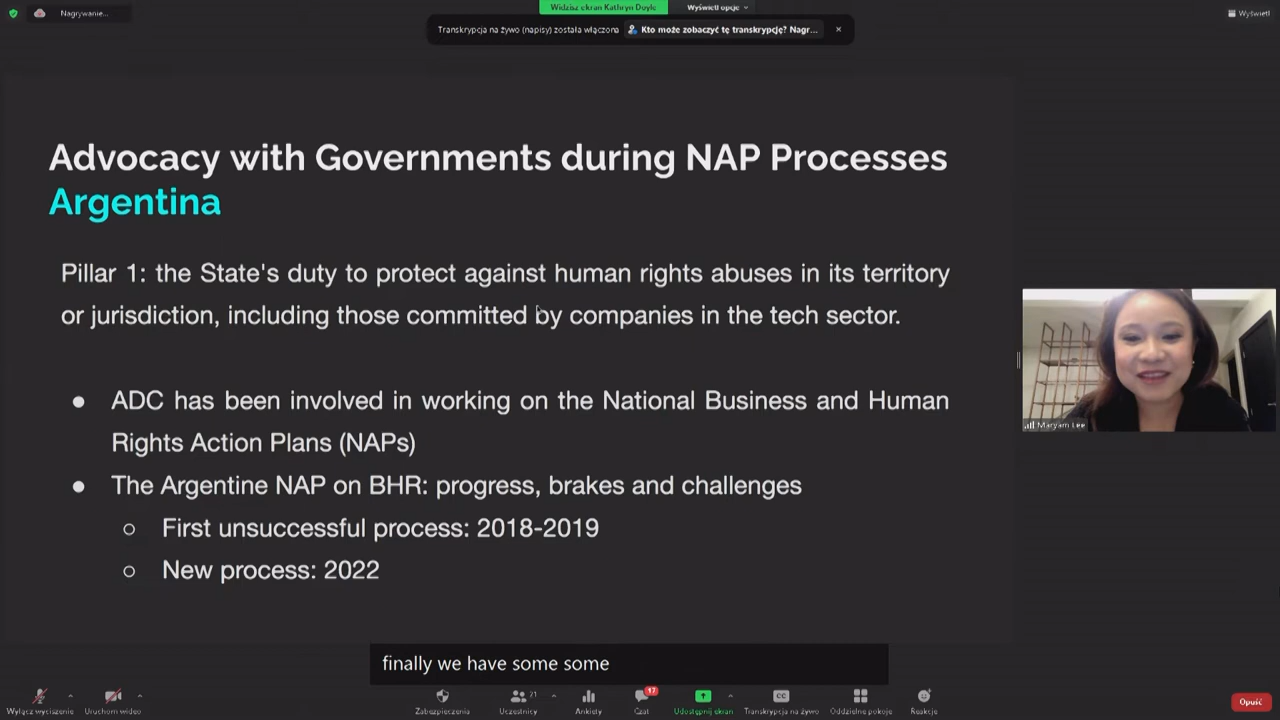 Nagrywanie...
Widzisz ekran Kathryn Doyle
Wyświetl opcje
Wyświetl
Transkrypcja na żywo (napisy) została włączona
Kto może zobaczyć tę transkrypcję? Nagr...
Advocacy with Governments during NAP Processes
Argentina
Pillar 1: the State's duty to protect against human rights abuses in its territory
or jurisdiction, including those committed by companies in the tech sector.
● ADC has been involved in working on the National Business and Human
Rights Action Plans (NAPs)
● The Argentine NAP on BHR: progress, brakes and challenges
○ First unsuccessful process: 2018-2019
○ New process: 2022
Maryam Lee
finally we have some some
Wyłącz wyciszenie
Uruchom wideo
Zabezpieczenia
Uczestnicy
21
Ankiety
Czat
17
Udostępnij ekran
CC
Transkrypcja na żywo
Oddzielne pokoje
Reakcje
Opuść